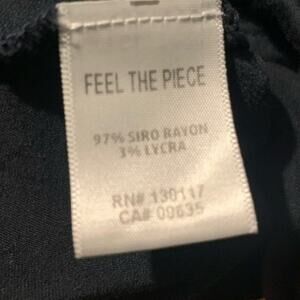 FEEL THE PIECE
97% SIRO RAYON
3% LYCRA
RN# 130117
CA# 09635